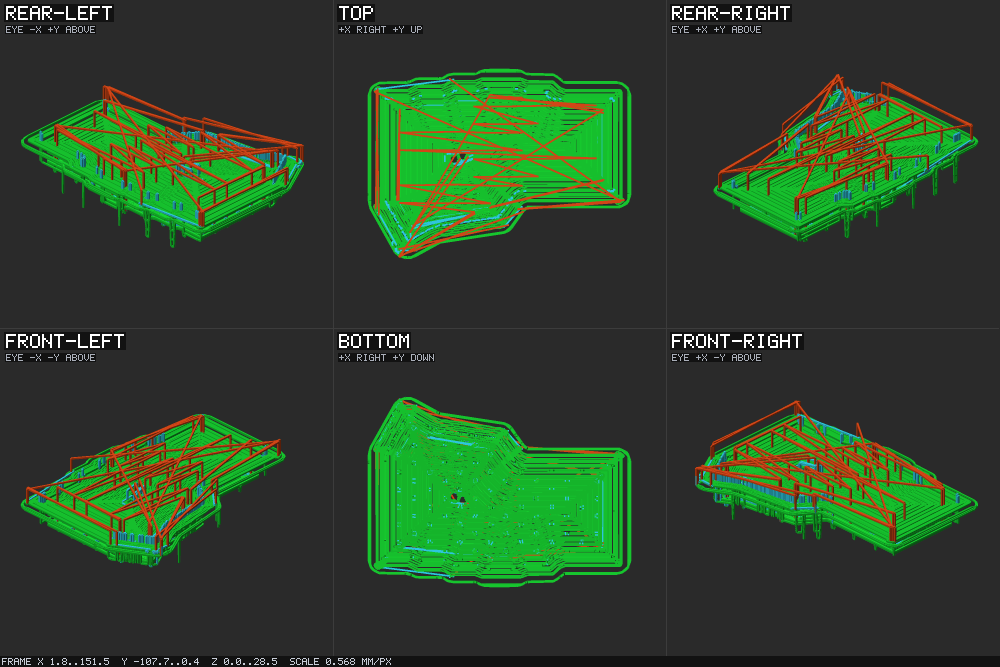 REAR-LEFT
EYE -X +Y ABOVE
TOP
+X RIGHT +Y UP
REAR-RIGHT
EYE +X +Y ABOVE
FRONT-LEFT
EYE -X -Y ABOVE
BOTTOM
+X RIGHT +Y DOWN
FRONT-RIGHT
EYE +X -Y ABOVE
FRAME X 1.8..151.5 Y -107.7..0.4 Z 0.0..28.5 SCALE 0.568 MM/PX